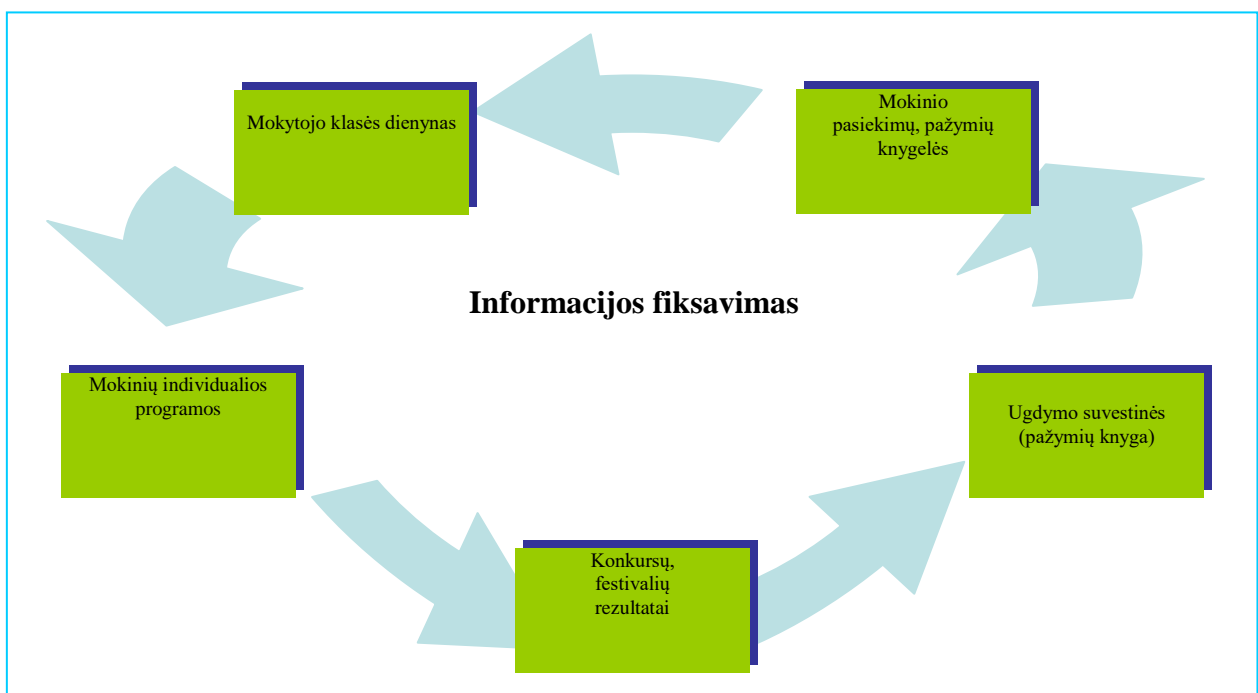 Mokytojo klasės dienynas
Mokinio
pasiekimų, pažymių
knygelės
Informacijos fiksavimas
Mokinių individualios
programos
Ugdymo suvestinės
(pažymių knyga)
Konkursų,
festivalių
rezultatai